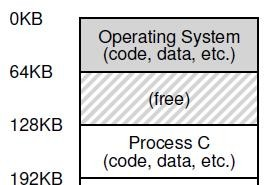 0KB
Operating System
(code, data, etc.)
64KB
(free)
128KB
Process C
(code, data, etc.)
192KB